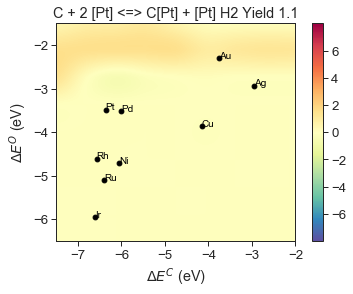 C + 2 [Pt] <=> C[Pt] + [Pt] H2 Yield 1.1
ΔE^O (eV)
−2
−3
−4
−5
−6
Au
Ag
Cu
Pt
Pd
Rh
Ni
Ru
Ir
−7
−6
−5
−4
−3
−2
ΔE^C (eV)
6
4
2
0
−2
−4
−6